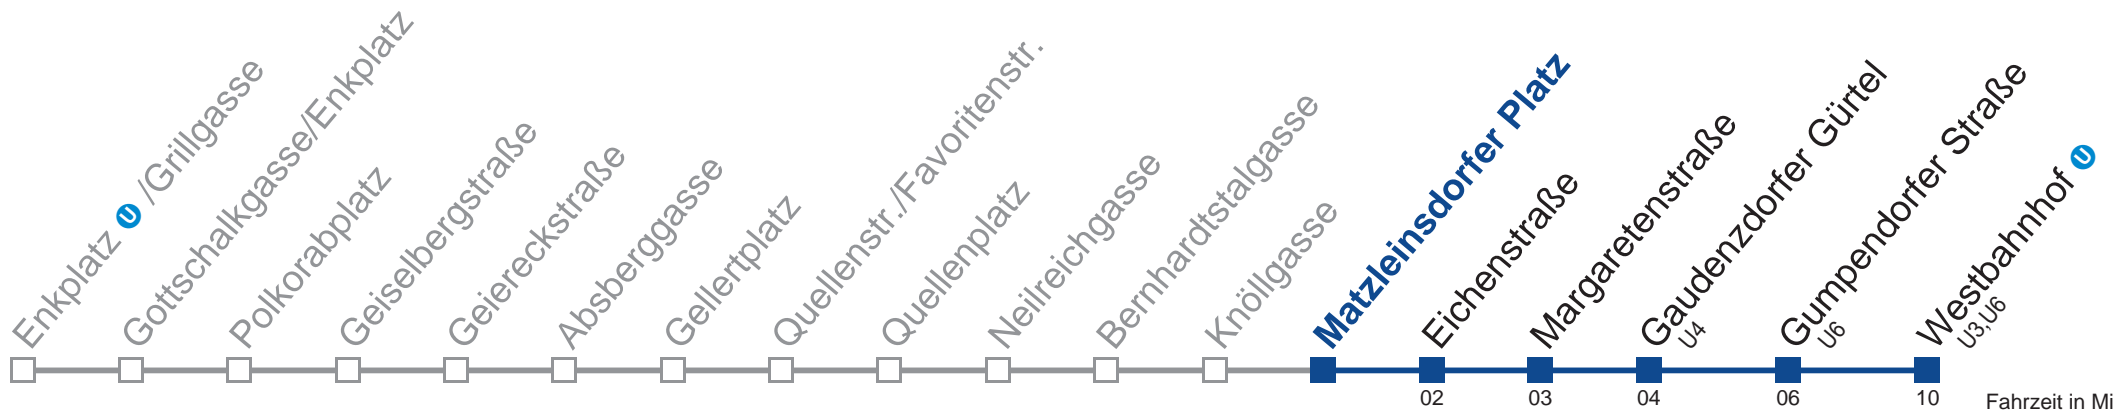 Enkplatz U /Grillgasse
Gottschalkgasse/Enkplatz
Polkorabplatz
Geiselbergstraße
Geiereckstraße
Absberggasse
Gellertplatz
Quellenstr./Favoritenstr.
Quellenplatz
Neilreichgasse
Bernhardtstalgasse
Knöllgasse
Matzleinsdorfer Platz
Eichenstraße
Margaretenstraße
Gaudenzdorfer Gürtel
U4
Gumpendorfer Straße
U6
Westbahnhof U
U3,U6
02
03
04
06
10
Fahrzeit in Mi